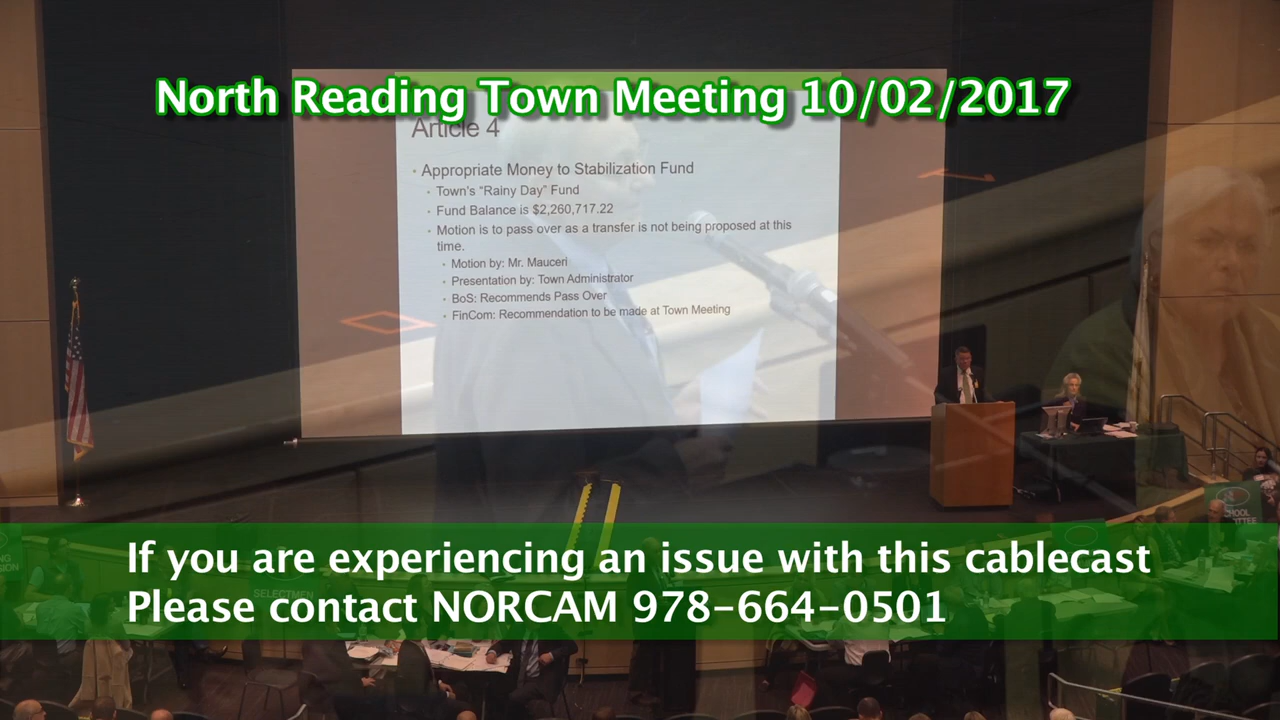 North Reading Town Meeting 10/02/2017
Article 4
• Appropriate Money to Stabilization Fund
• Town's "Rainy Day" Fund
• Fund Balance is $2,260,717.22
• Motion is to pass over as a transfer is not being proposed at this
time.
• Motion by: Mr. Mauceri
• Presentation by: Town Administrator
• BoS: Recommends Pass Over
• FinCom: Recommendation to be made at Town Meeting
If you are experiencing an issue with this cablecast
Please contact NORCAM 978-664-0501
SELECTMEN